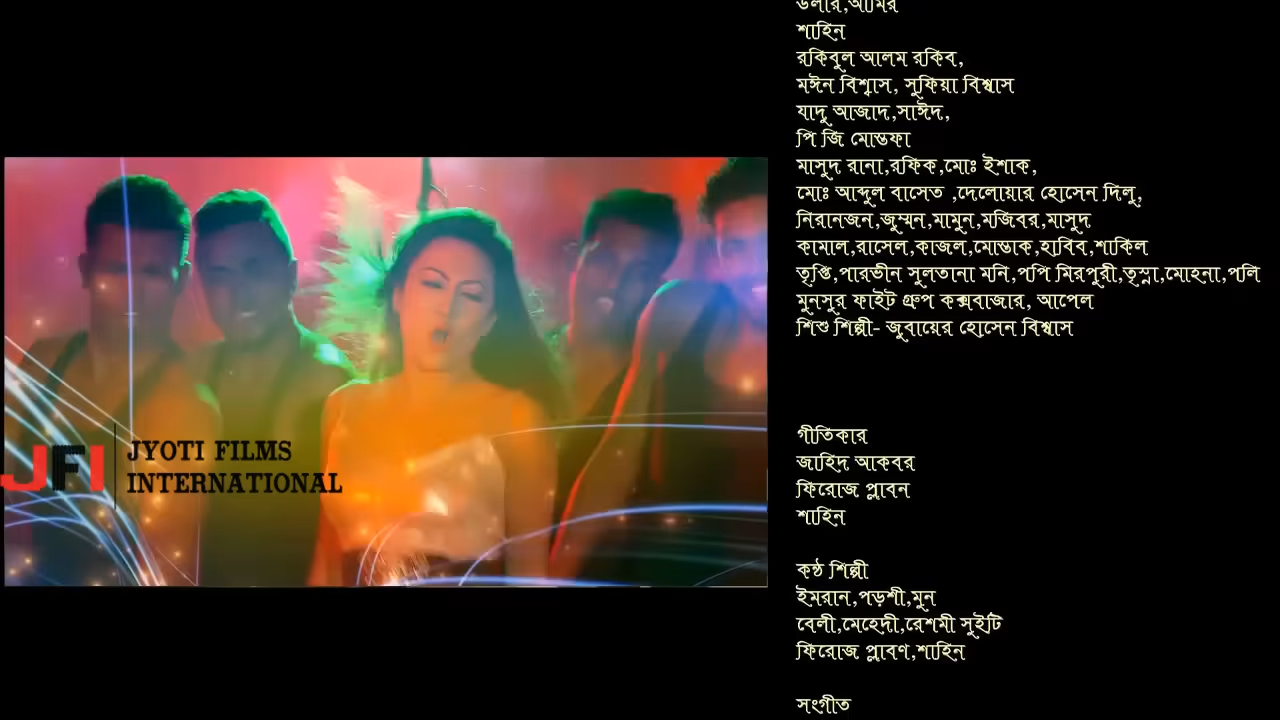 শাহিন
রকিবুল আলম রকিব,
মঈন বিশ্বাস, সুফিয়া বিশ্বাস
যাদু আজাদ,সাঈদ,
পি জি মোস্তফা
মাসুদ রানা,রফিক,মোঃ ইশাক,
মোঃ আব্দুল বাসেত ,দেলোয়ার হোসেন দিলু,
নিরানজন,জুম্মন,মামুন,মজিবর,মাসুদ
কামাল,রাসেল,কাজল,মোস্তাক,হাবিব,শাকিল
তৃপ্তি,পারভীন সুলতানা মনি,পপি মিরপুরী,তৃস্না,মোহনা,পলি
মুনসুর ফাইট গ্রুপ কক্সবাজার, আপেল
শিশু শিল্পী- জুবায়ের হোসেন বিশ্বাস
গীতিকার
জাহিদ আকবর
ফিরোজ প্লাবন
শাহিন
কন্ঠ শিল্পী
ইমরান,পড়শী,মুন
বেলী,মেহেদী,রেশমী সুইটি
ফিরোজ প্লাবণ,শাহিন
সংগীত
JFI JYOTI FILMS
INTERNATIONAL